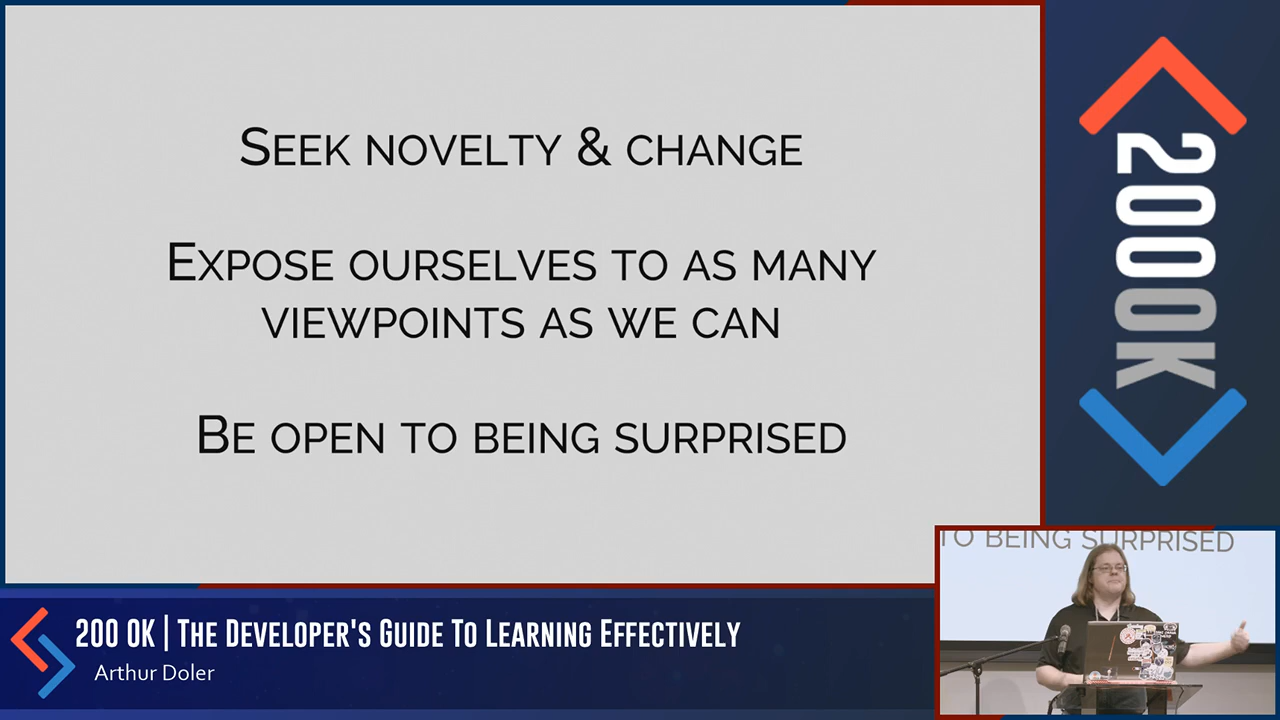 SEEK NOVELTY & CHANGE
EXPOSE OURSELVES TO AS MANY
VIEWPOINTS AS WE CAN
BE OPEN TO BEING SURPRISED
200OK
TO BEING SURPRISED
200 OK | THE DEVELOPER'S GUIDE TO LEARNING EFFECTIVELY
Arthur Doler